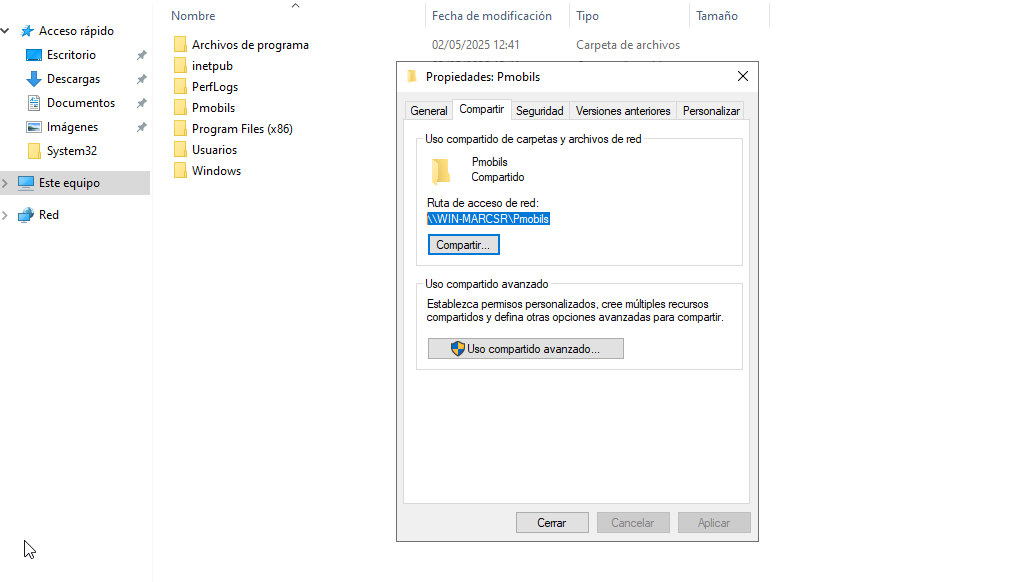 Nombre
Fecha de modificación
Tipo
Tamaño
Acceso rápido
Escritorio
Descargas
Documentos
Imágenes
System32
Este equipo
Red
Archivos de programa
02/05/2025 12:41
Carpeta de archivos
inetpub
PerfLogs
Pmobils
Program Files (x86)
Usuarios
Windows
Propiedades: Pmobils
General
Compartir
Seguridad
Versiones anteriores
Personalizar
Uso compartido de carpetas y archivos de red
Pmobils
Compartido
Ruta de acceso de red:
\\WIN-MARCSR\Pmobils
Compartir...
Uso compartido avanzado
Establezca permisos personalizados, cree múltiples recursos
compartidos y defina otras opciones avanzadas para compartir.
Uso compartido avanzado...
Cerrar
Cancelar
Aplicar